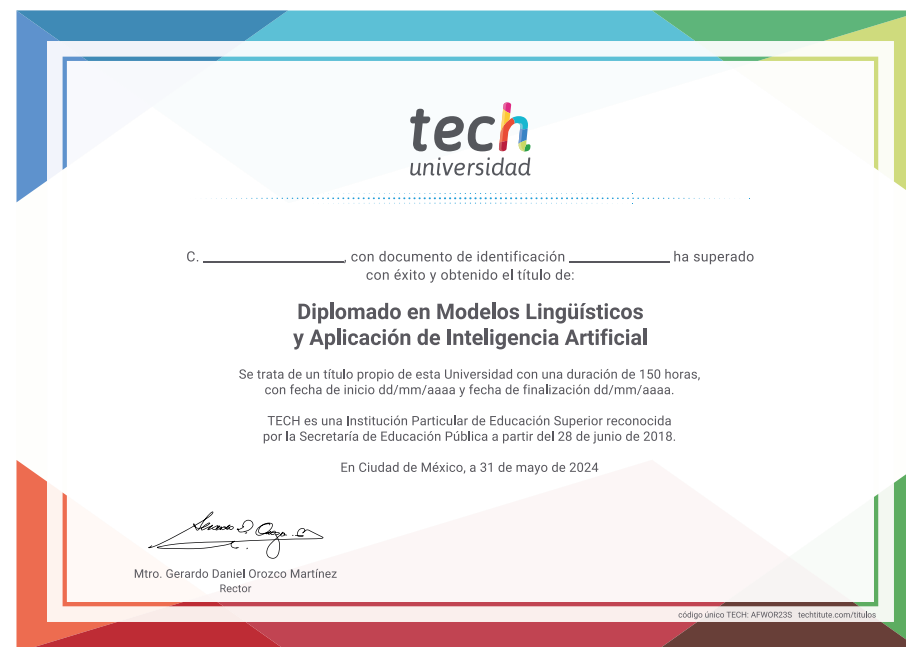 tech
universidad
C. ____________, con documento de identificación ____________ ha superado
con éxito y obtenido el título de:
Diplomado en Modelos Lingüísticos
y Aplicación de Inteligencia Artificial
Se trata de un título propio de esta Universidad con una duración de 150 horas,
con fecha de inicio dd/mm/aaaa y fecha de finalización dd/mm/aaaa.
TECH es una Institución Particular de Educación Superior reconocida
por la Secretaría de Educación Pública a partir del 28 de junio de 2018.
En Ciudad de México, a 31 de mayo de 2024
Mtro. Gerardo Daniel Orozco Martínez
Rector
código único TECH: AFWOR23S techtitute.com/titulos